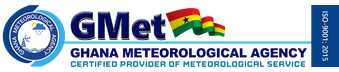 GMet
GHANA METEOROLOGICAL AGENCY
CERTIFIED PROVIDER OF METEOROLOGICAL SERVICE
ISO-9001:2015